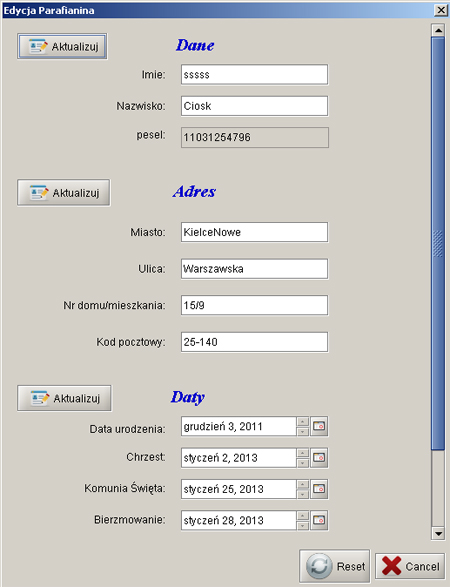 Edycja Parafianina
Aktualizuj
Dane
Imie: sssss
Nazwisko: Ciosk
pesel: 11031254796
Aktualizuj
Adres
Miasto: KielceNowe
Ulica: Warszawska
Nr domu/mieszkania: 15/9
Kod pocztowy: 25-140
Aktualizuj
Daty
Data urodzenia: grudzień 3, 2011
Chrzest: styczeń 2, 2013
Komunia Święta: styczeń 25, 2013
Bierzmowanie: styczeń 28, 2013
Reset
Cancel